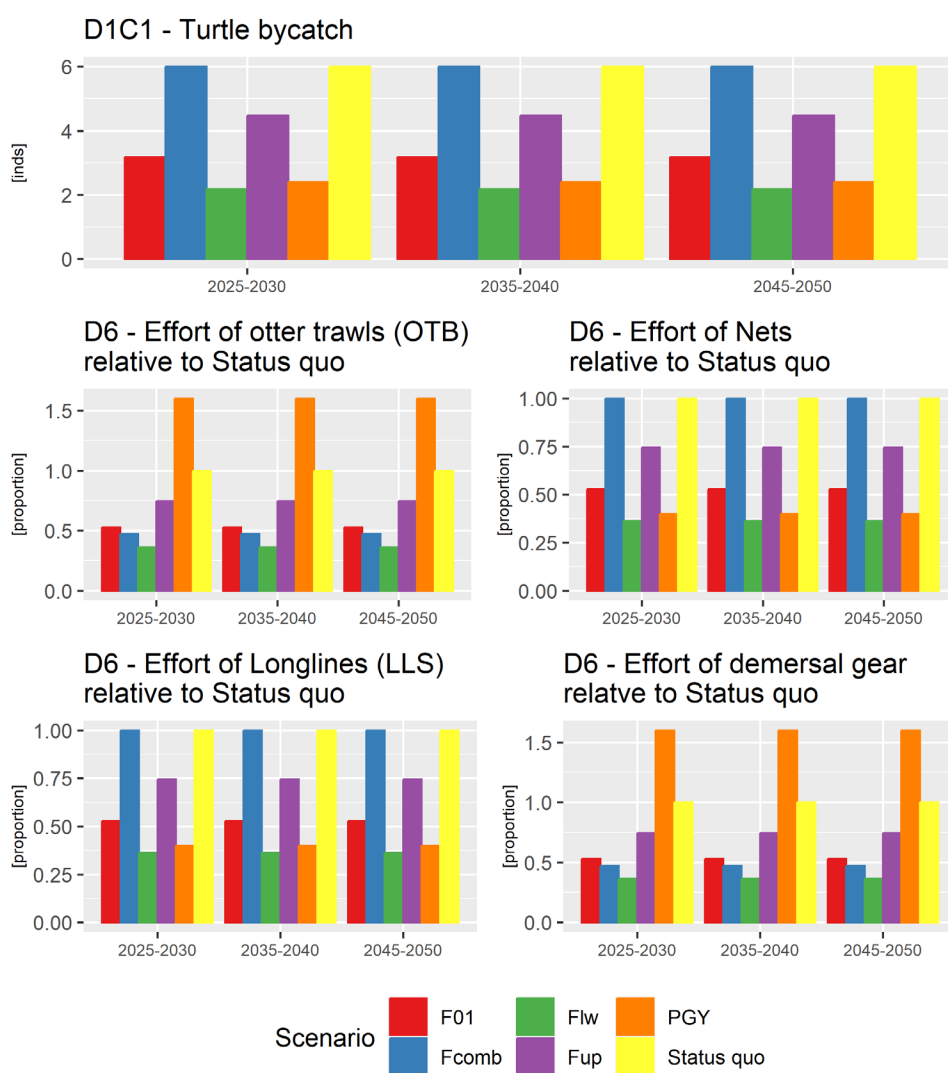 D1C1 - Turtle bycatch
[inds]
6
4
2
0
2025-2030 2035-2040 2045-2050
D6 - Effort of otter trawls (OTB)
relative to Status quo
[proportion]
1.5
1.0
0.5
0.0
2025-2030 2035-2040 2045-2050
D6 - Effort of Nets
relative to Status quo
[proportion]
1.00
0.75
0.50
0.25
0.00
2025-2030 2035-2040 2045-2050
D6 - Effort of Longlines (LLS)
relative to Status quo
[proportion]
1.00
0.75
0.50
0.25
0.00
2025-2030 2035-2040 2045-2050
D6 - Effort of demersal gear
relatve to Status quo
[proportion]
1.5
1.0
0.5
0.0
2025-2030 2035-2040 2045-2050
Scenario
F01 Flw PGY
Fcomb Fup Status quo